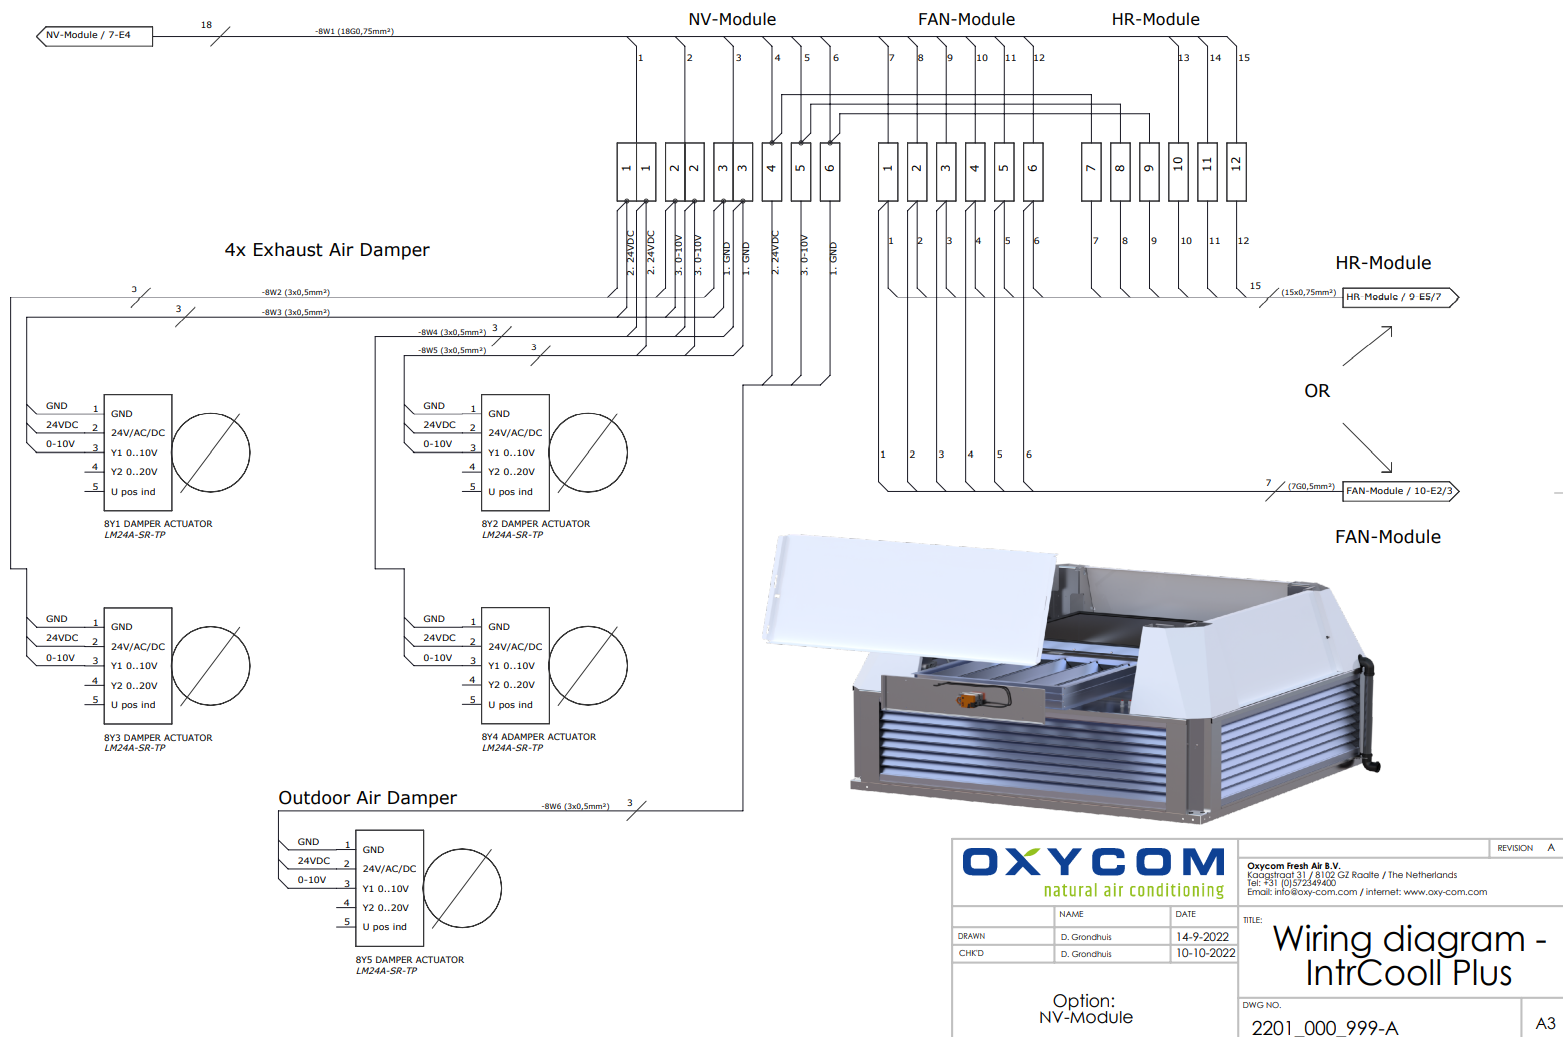 NV-Module FAN-Module HR-Module
NV-Module / 7-E4 18 -8W1 (18G0,75mm²)
1 2 3 4 5 6 7 8 9 10 11 12 13 14 15
1 1 2 2 3 3 4 5 6 1 2 3 4 5 6 7 8 9 10 11 12
2. 24VDC 2. 24VDC 3. 0-10V 3. 0-10V 1. GND 1. GND 2. 24VDC 3. 0-10V 1. GND
1 2 3 4 5 6 7 8 9 10 11 12
4x Exhaust Air Damper
HR-Module
3 -8W2 (3x0,5mm²)
15 (15x0,75mm²) HR-Module / 9-E5/7
3 -8W3 (3x0,5mm²)
-8W4 (3x0,5mm²) 3
-8W5 (3x0,5mm²) 3
OR
GND 1 GND
24VDC 2 24V/AC/DC
0-10V 3 Y1 0..10V
4 Y2 0..20V
5 U pos ind
8Y1 DAMPER ACTUATOR
LM24A-SR-TP
GND 1 GND
24VDC 2 24V/AC/DC
0-10V 3 Y1 0..10V
4 Y2 0..20V
5 U pos ind
8Y2 DAMPER ACTUATOR
LM24A-SR-TP
1 2 3 4 5 6
7 (7G0,5mm²) FAN-Module / 10-E2/3
FAN-Module
GND 1 GND
24VDC 2 24V/AC/DC
0-10V 3 Y1 0..10V
4 Y2 0..20V
5 U pos ind
8Y3 DAMPER ACTUATOR
LM24A-SR-TP
GND 1 GND
24VDC 2 24V/AC/DC
0-10V 3 Y1 0..10V
4 Y2 0..20V
5 U pos ind
8Y4 ADAMPER ACTUATOR
LM24A-SR-TP
Outdoor Air Damper
-8W6 (3x0,5mm²) 3
GND 1 GND
24VDC 2 24V/AC/DC
0-10V 3 Y1 0..10V
4 Y2 0..20V
5 U pos ind
8Y5 DAMPER ACTUATOR
LM24A-SR-TP
OXYCOM
natural air conditioning
REVISION A
Oxycom Fresh Air B.V.
Kaagstraat 31 / 8102 GZ Raalte / The Netherlands
Tel: +31 (0)572349400
Email: info@oxy-com.com / internet: www.oxy-com.com
NAME DATE
DRAWN D. Grondhuis 14-9-2022
CHK'D D. Grondhuis 10-10-2022
TITLE:
Wiring diagram -
IntrCooll Plus
Option:
NV-Module
DWG NO.
2201_000_999-A A3